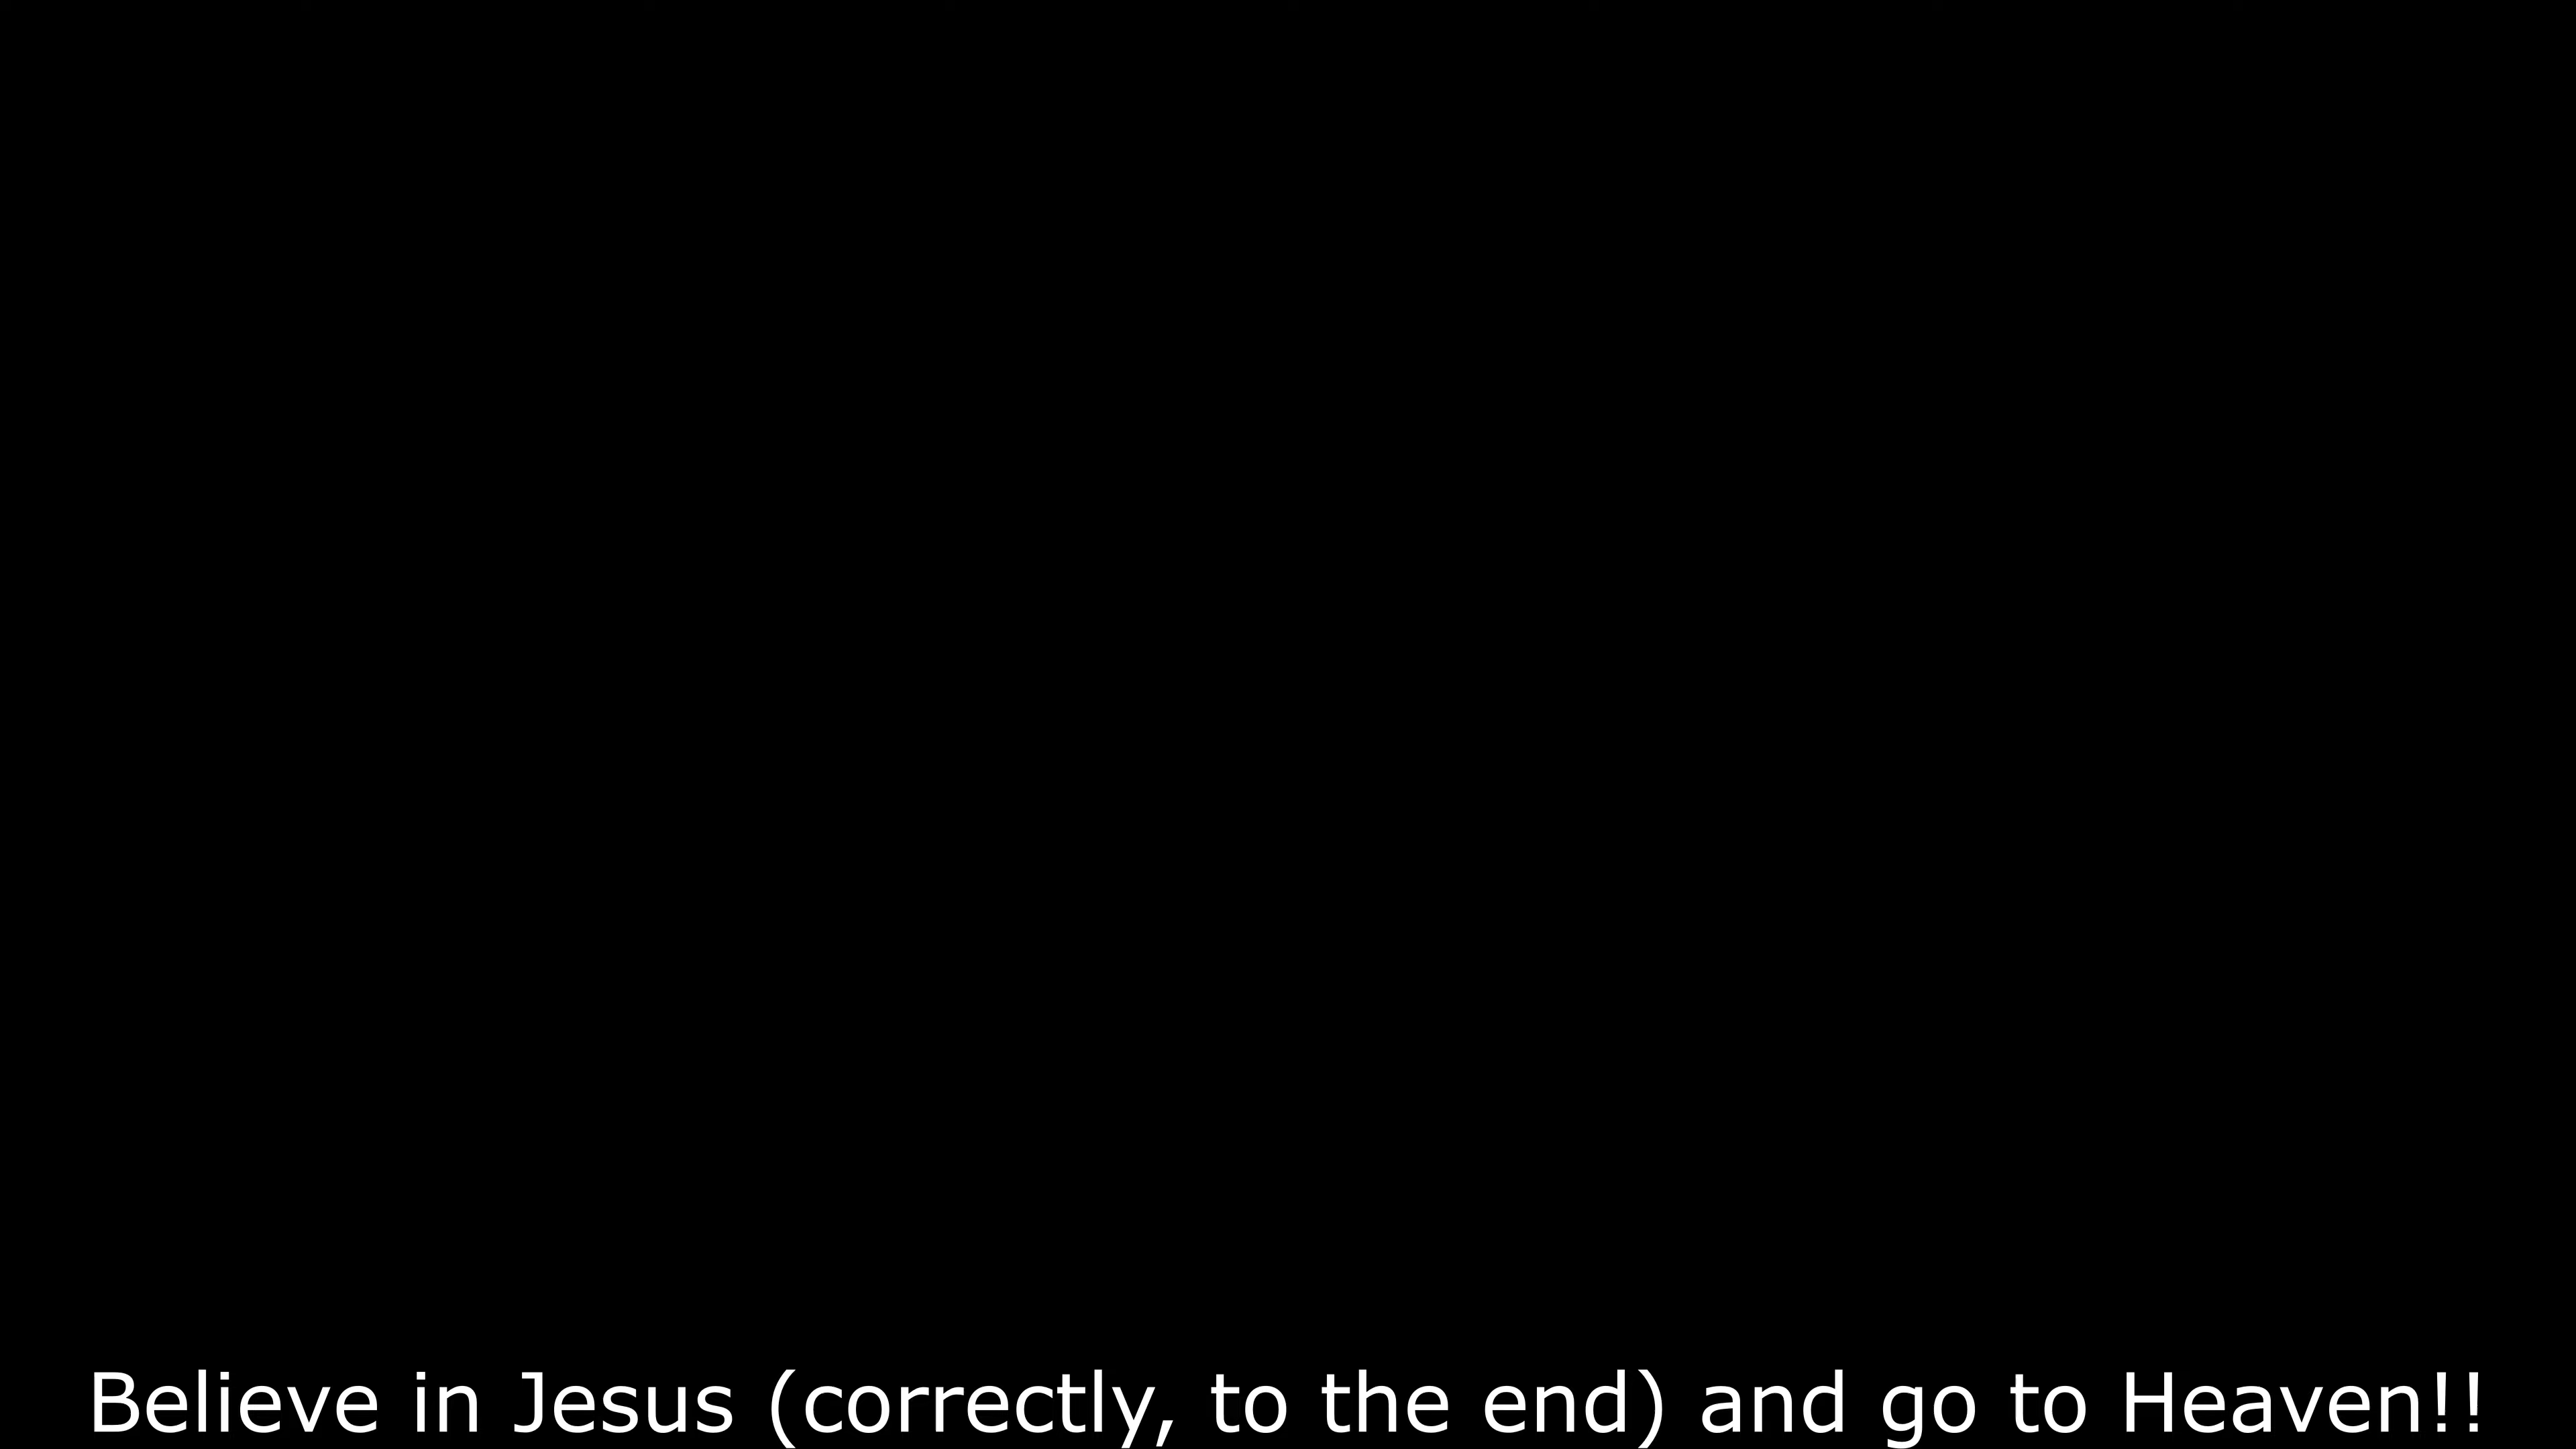 Believe in Jesus (correctly, to the end) and go to Heaven!!